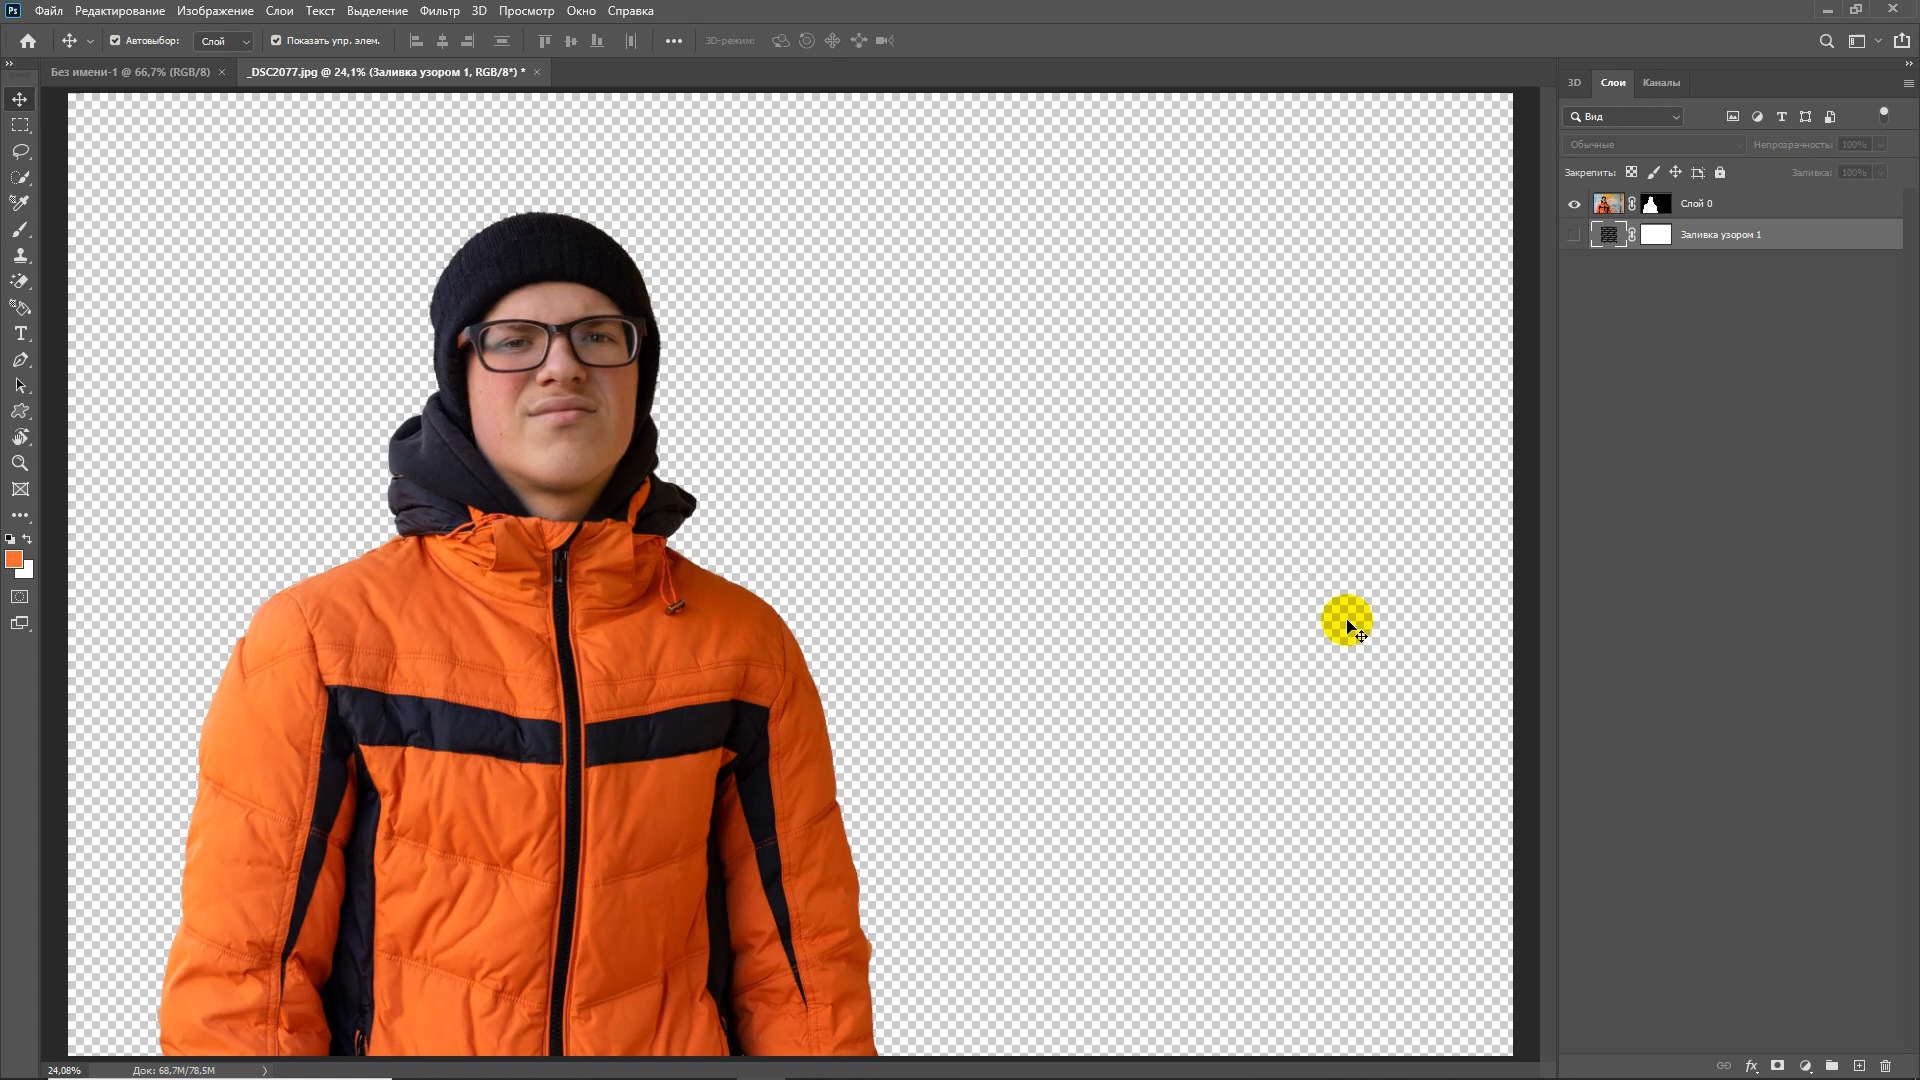 Ps Файл Редактирование Изображение Слои Текст Выделение Фильтр 3D Просмотр Окно Справка
Автовыбор: Слой Показать упр. элем. 3D-режим:
Без имени-1 @ 66,7% (RGB/8) × _DSC2077.jpg @ 24,1% (Заливка узором 1, RGB/8*) * ×
3D Слои Каналы
Вид
Обычные Непрозрачность: 100%
Закрепить: Заливка: 100%
Слой 0
Заливка узором 1
24,08% Док: 68,7M/78,5M
fx